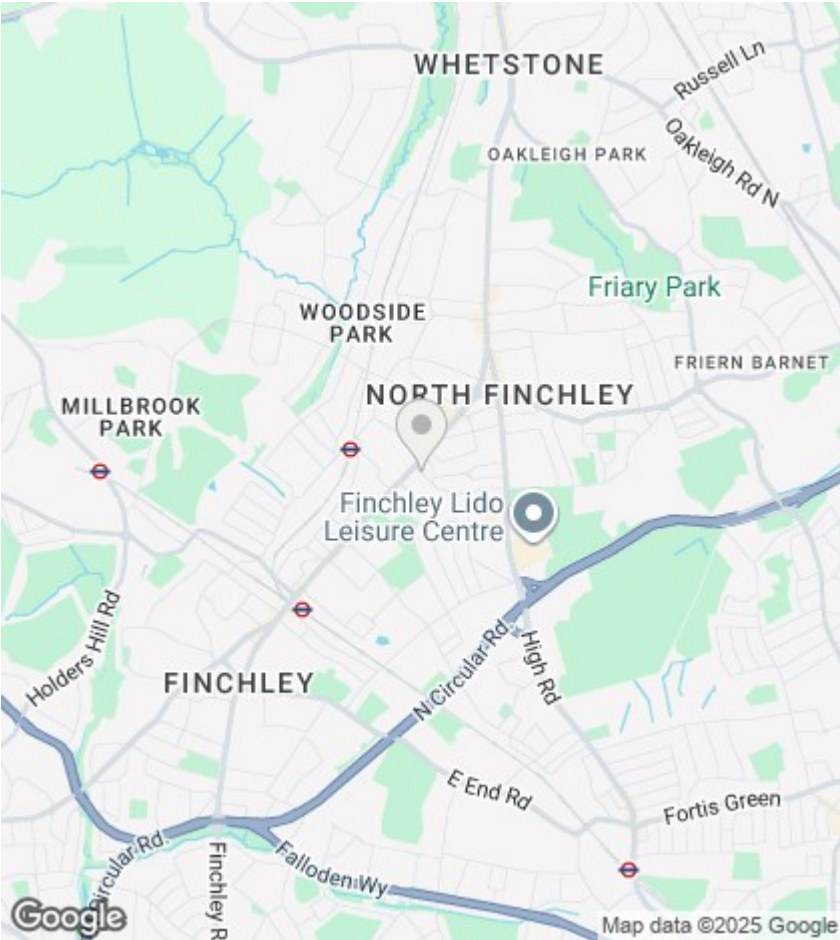 WHETSTONE
Russell Ln
OAKLEIGH PARK
Oakleigh Rd N
Friary Park
WOODSIDE
PARK
FRIERN BARNET
NORTH FINCHLEY
MILLBROOK
PARK
Finchley Lido
Leisure Centre
Holders Hill Rd
N Circular Rd
High Rd
FINCHLEY
E End Rd
Fortis Green
Circular Rd
Finchley R
Falloden Wy
Google
Map data ©2025 Google